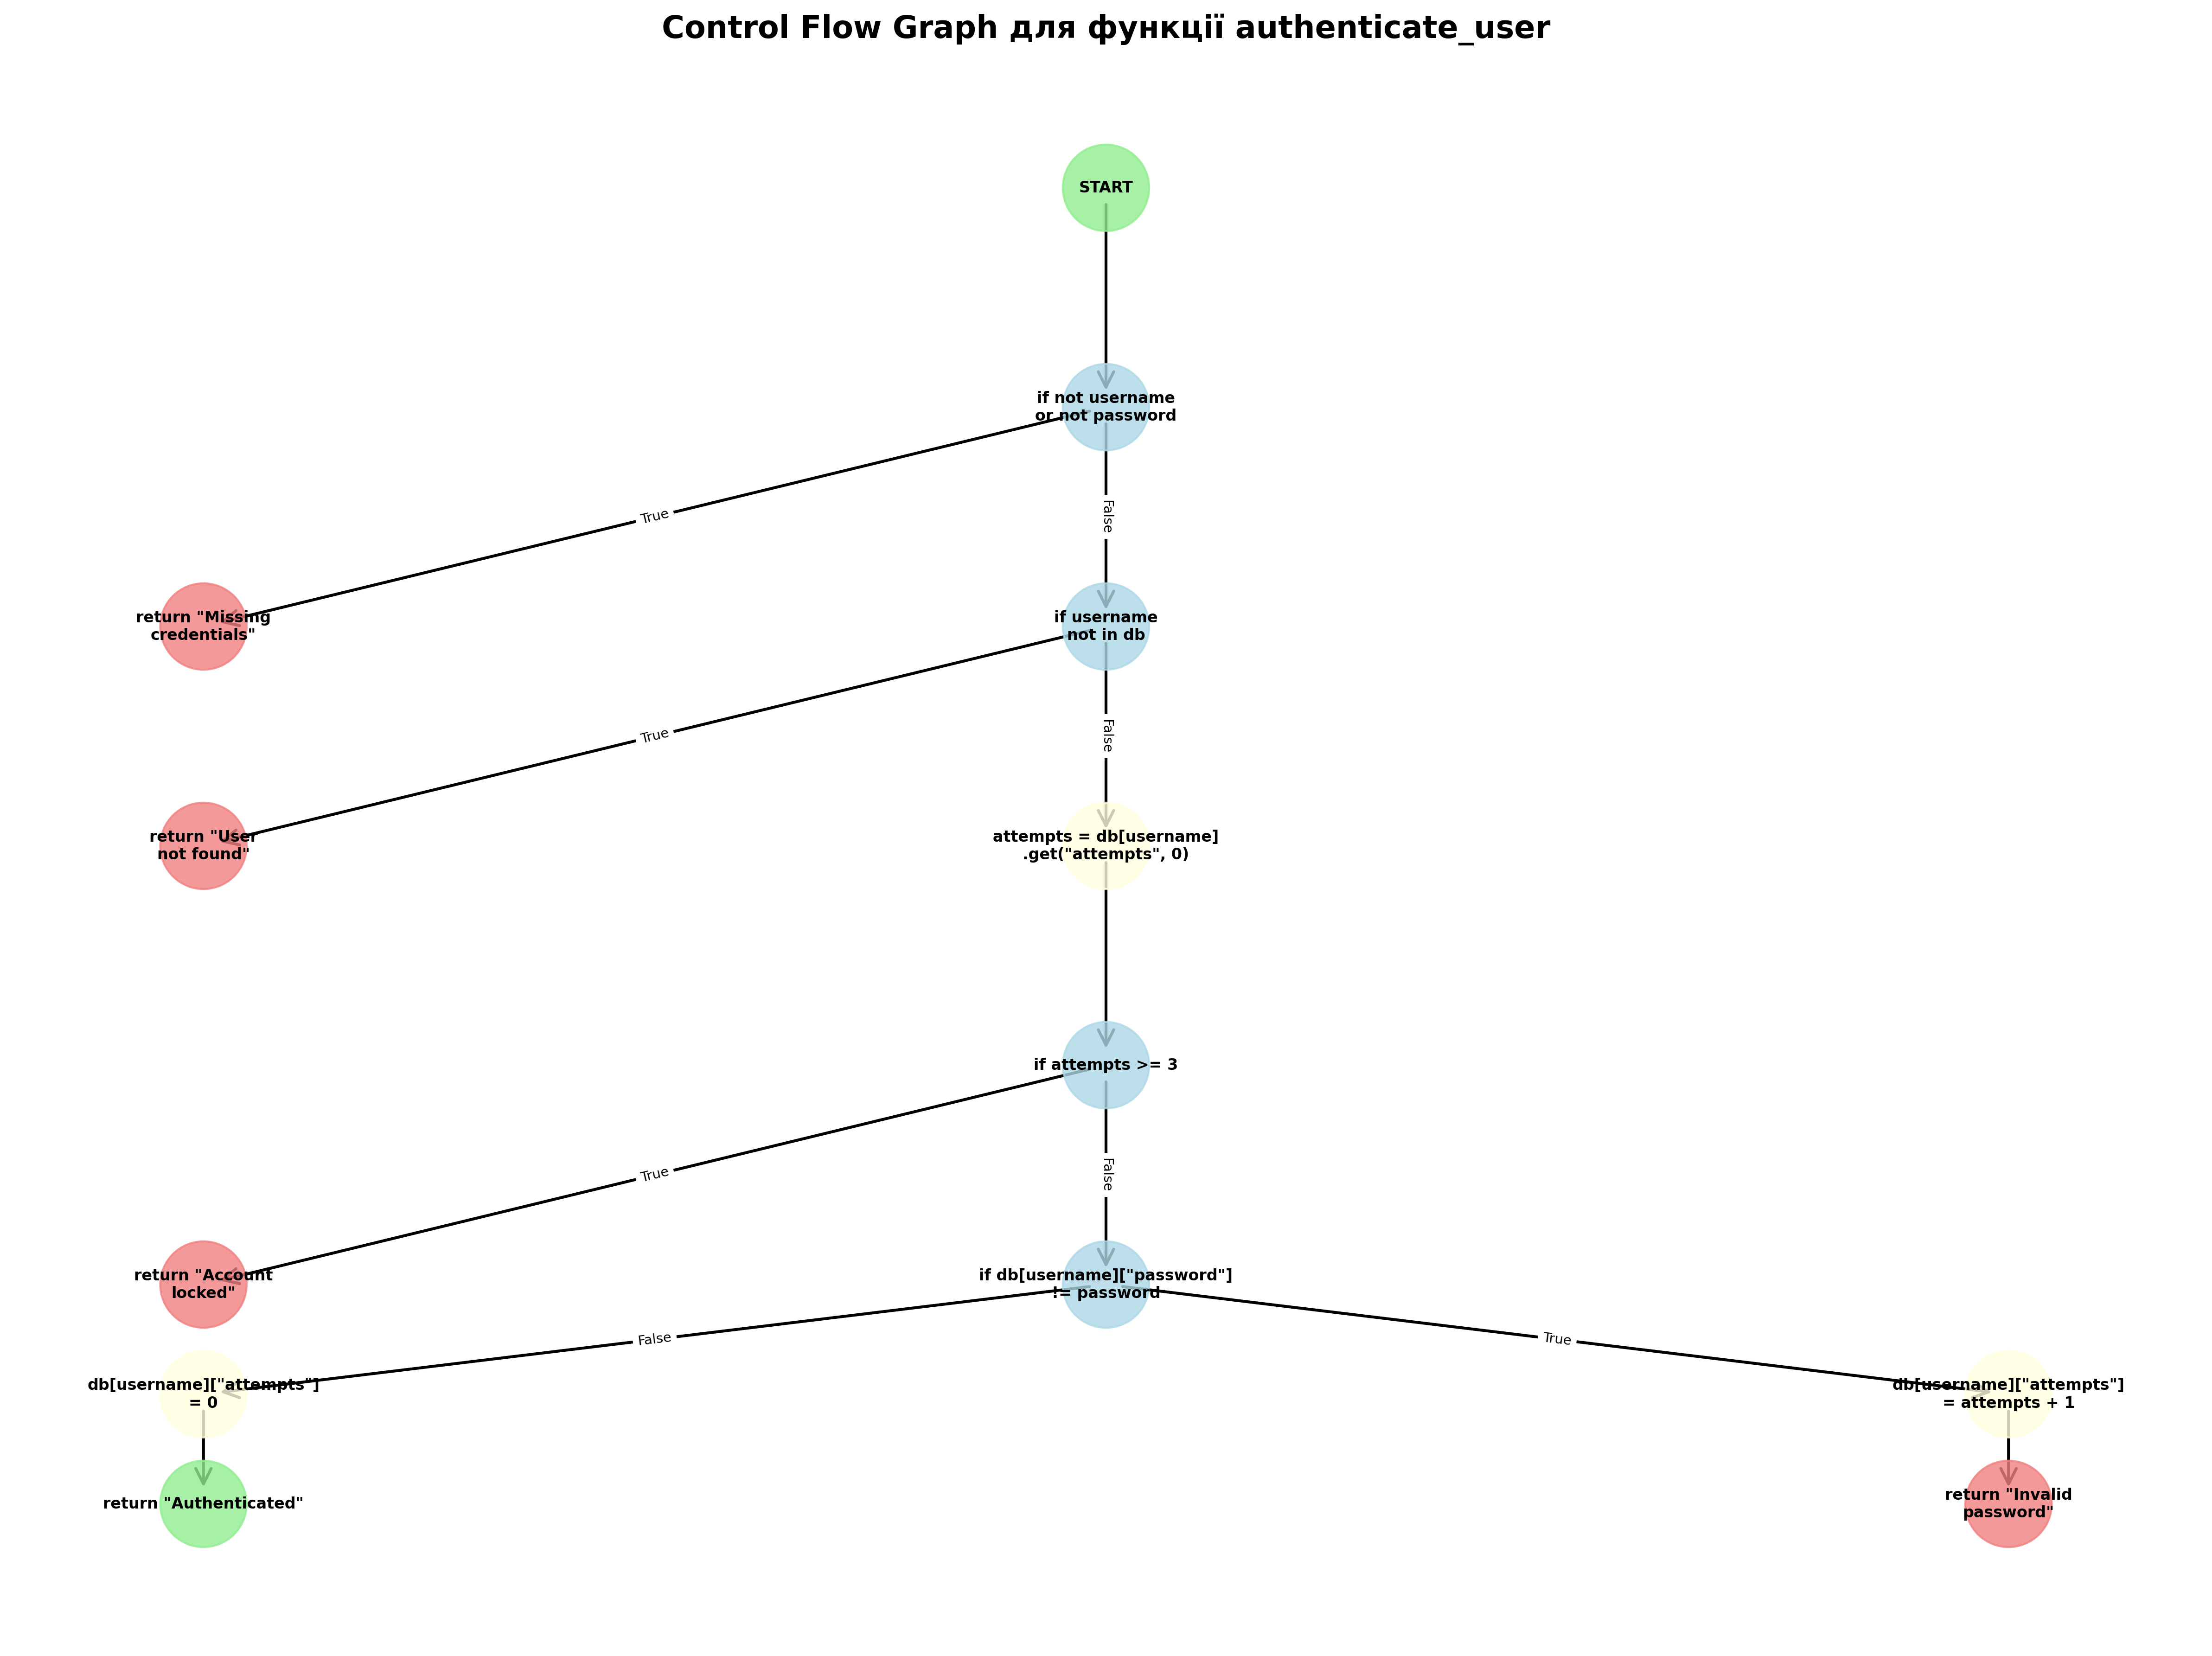 Control Flow Graph для функції authenticate_user
START
if not username
or not password
True
False
return "Missing
credentials"
if username
not in db
True
False
return "User
not found"
attempts = db[username]
.get("attempts", 0)
if attempts >= 3
True
False
return "Account
locked"
if db[username]["password"]
!= password
False
True
db[username]["attempts"]
= 0
db[username]["attempts"]
= attempts + 1
return "Authenticated"
return "Invalid
password"